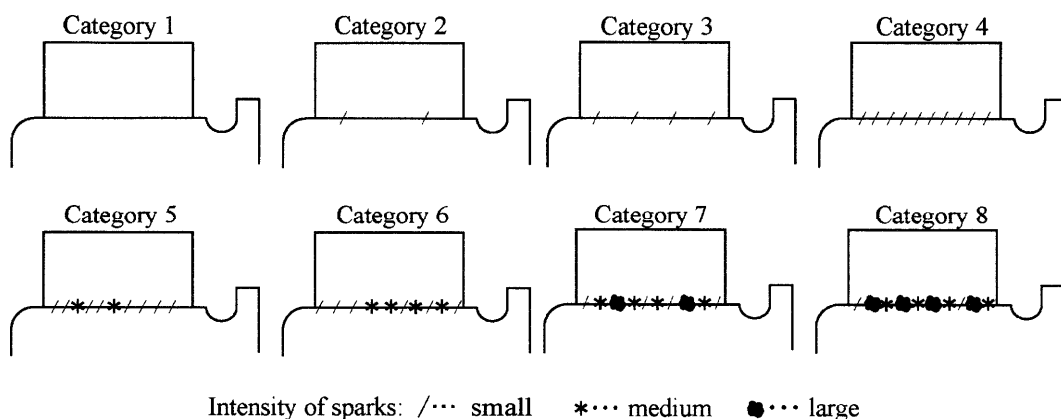 Category 1 Category 2 Category 3 Category 4
Category 5 Category 6 Category 7 Category 8
Intensity of sparks: /··· small *··· medium ●··· large